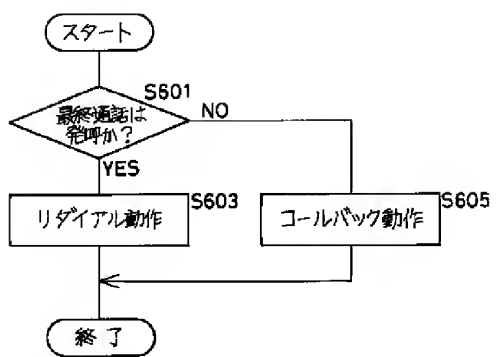 スタート
S601
最終通話は
発呼か?
NO
YES
S603
リダイアル動作
S605
コールバック動作
終了